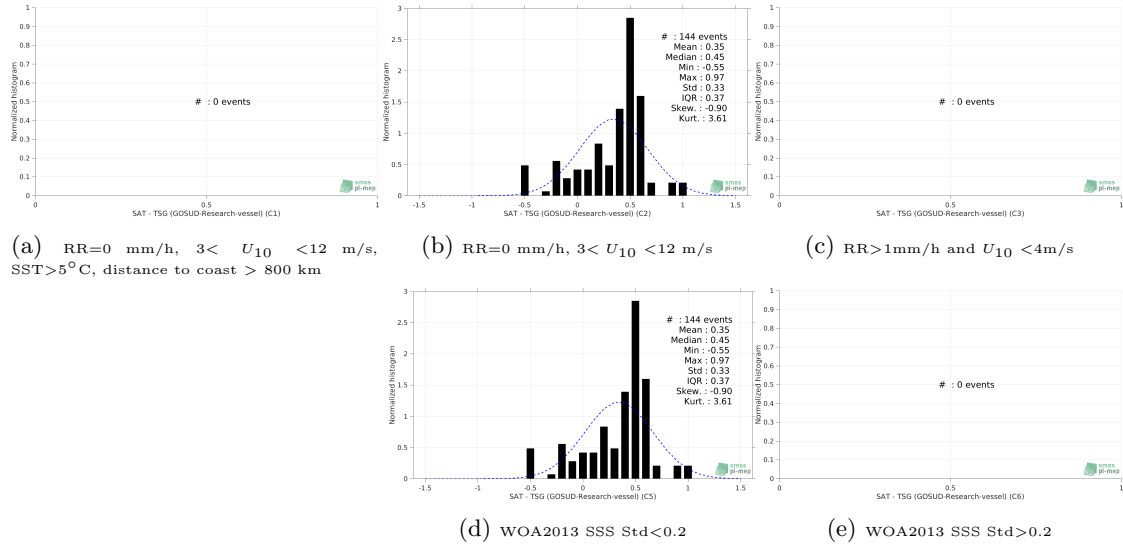 1
0.9
0.8
0.7
0.6
0.5
0.4
0.3
0.2
0.1
0
Normalized histogram
# : 0 events
0 0.5 1
SAT - TSG (GOSUD-Research-vessel) (C1)
smos
pi-mep
(a) RR=0 mm/h, 3< U10 <12 m/s,
SST>5°C, distance to coast > 800 km
3
2.5
2
1.5
1
0.5
0
Normalized histogram
# : 144 events
Mean : 0.35
Median : 0.45
Min : -0.55
Max : 0.97
Std : 0.33
IQR : 0.37
Skew. : -0.90
Kurt. : 3.61
-1.5 -1 -0.5 0 0.5 1 1.5
SAT - TSG (GOSUD-Research-vessel) (C2)
smos
pi-mep
(b) RR=0 mm/h, 3< U10 <12 m/s
1
0.9
0.8
0.7
0.6
0.5
0.4
0.3
0.2
0.1
0
Normalized histogram
# : 0 events
0 0.5 1
SAT - TSG (GOSUD-Research-vessel) (C3)
smos
pi-mep
(c) RR>1mm/h and U10 <4m/s
3
2.5
2
1.5
1
0.5
0
Normalized histogram
# : 144 events
Mean : 0.35
Median : 0.45
Min : -0.55
Max : 0.97
Std : 0.33
IQR : 0.37
Skew. : -0.90
Kurt. : 3.61
-1.5 -1 -0.5 0 0.5 1 1.5
SAT - TSG (GOSUD-Research-vessel) (C5)
smos
pi-mep
(d) WOA2013 SSS Std<0.2
1
0.9
0.8
0.7
0.6
0.5
0.4
0.3
0.2
0.1
0
Normalized histogram
# : 0 events
0 0.5 1
SAT - TSG (GOSUD-Research-vessel) (C6)
smos
pi-mep
(e) WOA2013 SSS Std>0.2